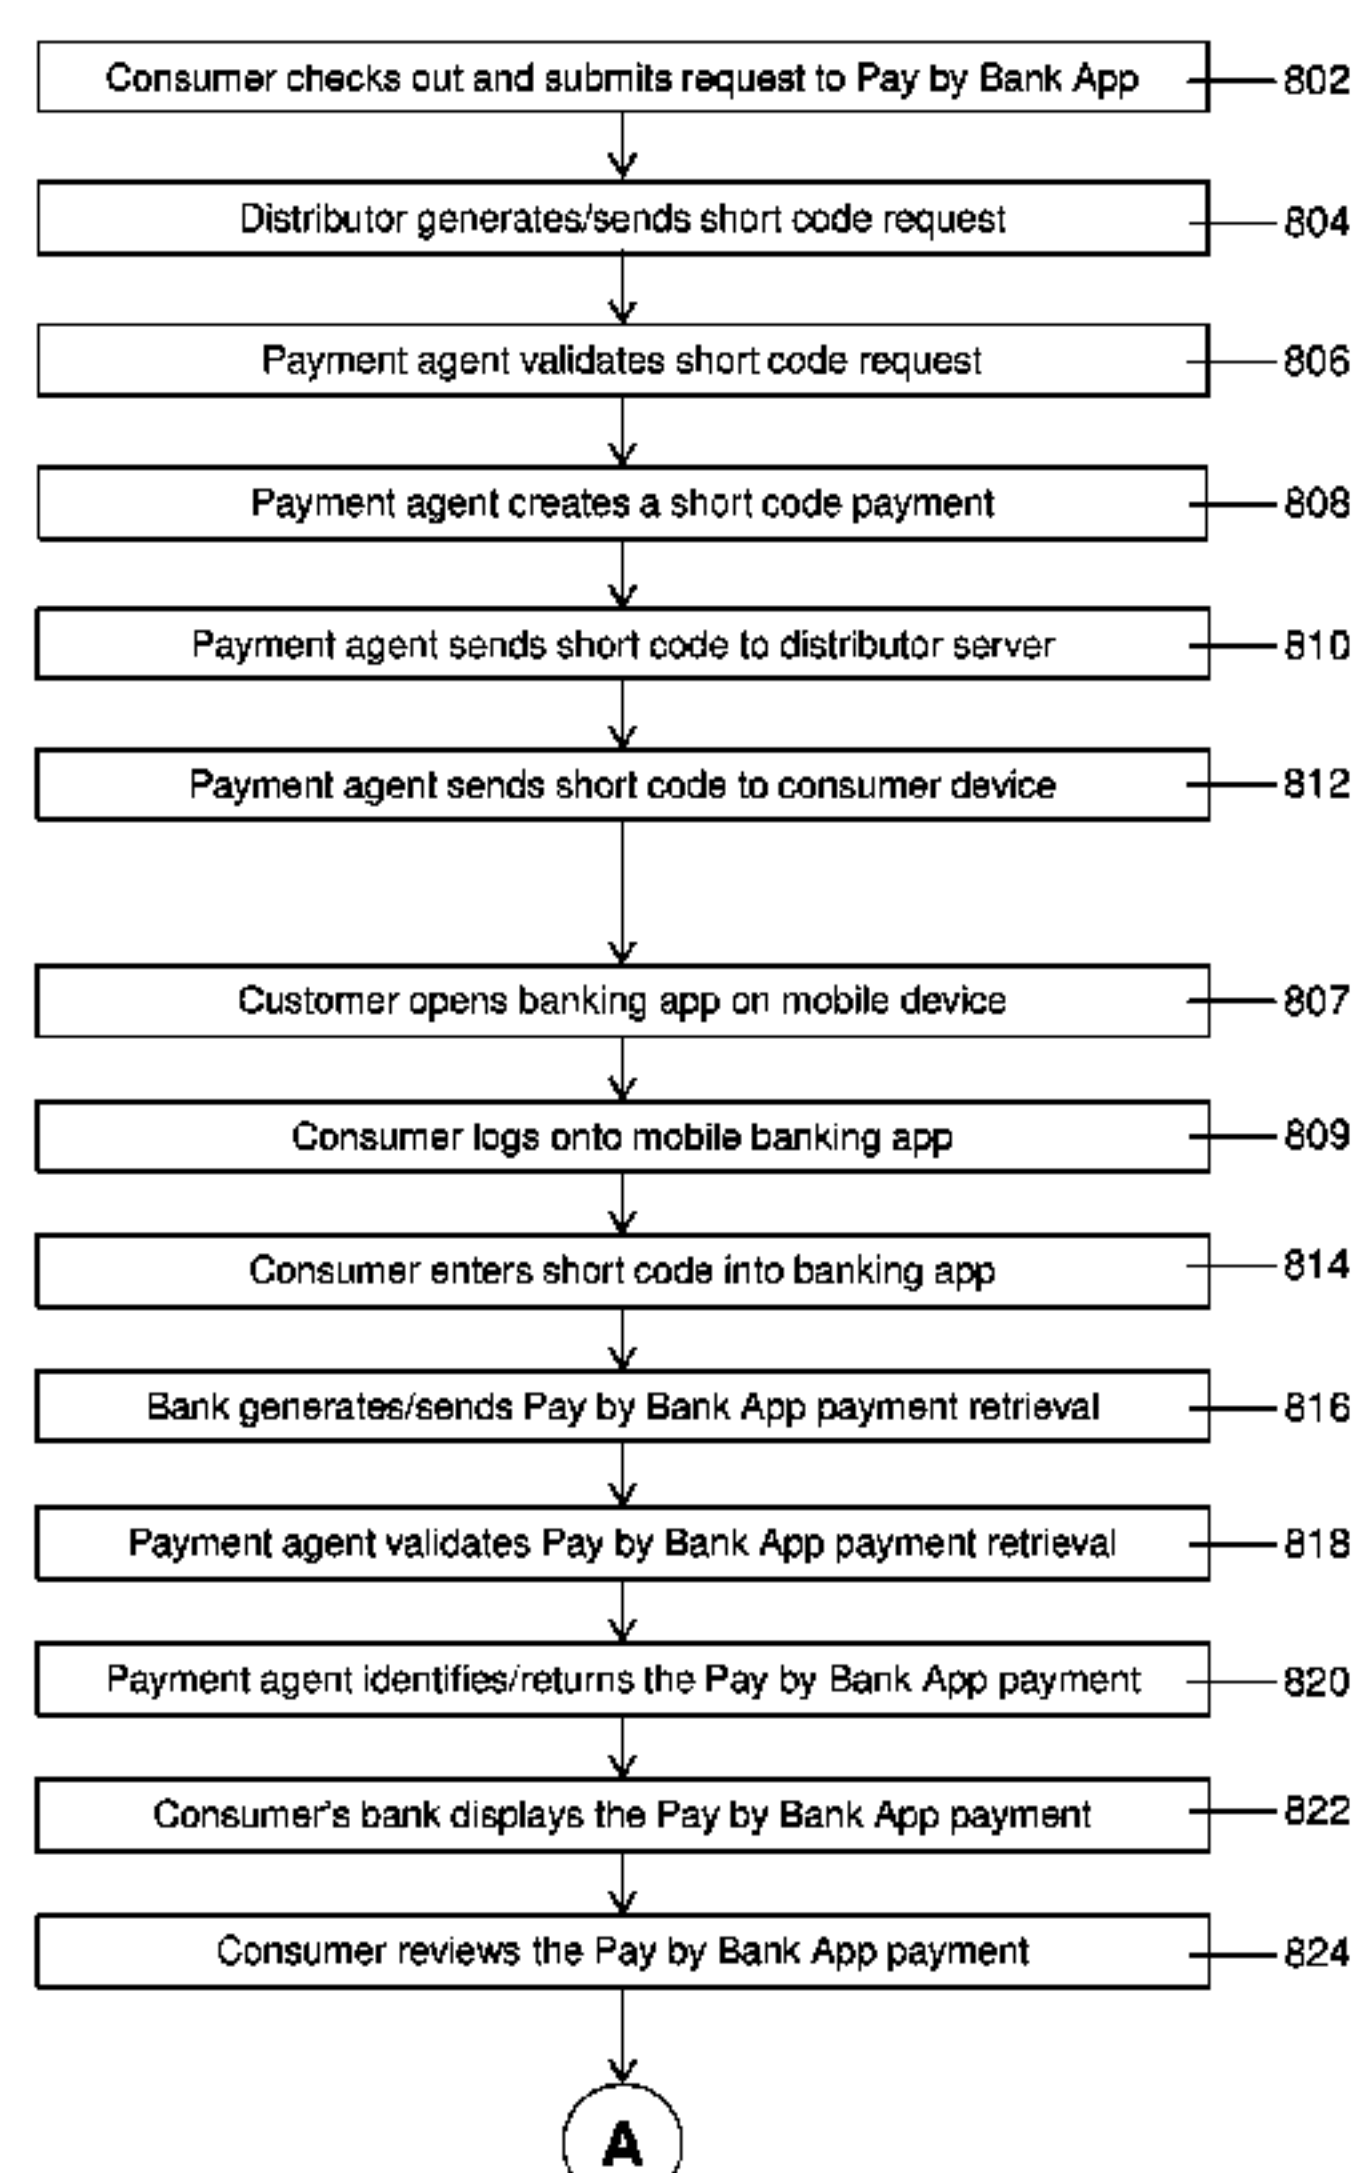 Consumer checks out and submits request to Pay by Bank App 802
Distributor generates/sends short code request 804
Payment agent validates short code request 806
Payment agent creates a short code payment 808
Payment agent sends short code to distributor server 810
Payment agent sends short code to consumer device 812
Customer opens banking app on mobile device 807
Consumer logs onto mobile banking app 809
Consumer enters short code into banking app 814
Bank generates/sends Pay by Bank App payment retrieval 816
Payment agent validates Pay by Bank App payment retrieval 818
Payment agent identifies/returns the Pay by Bank App payment 820
Consumer's bank displays the Pay by Bank App payment 822
Consumer reviews the Pay by Bank App payment 824
A